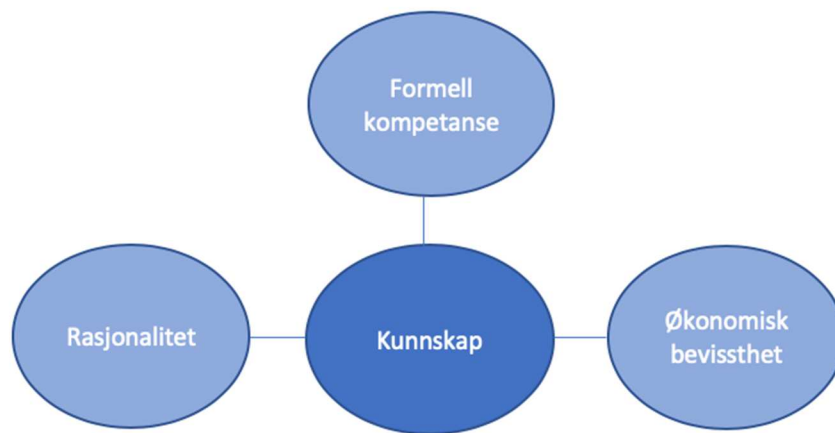 Formell
kompetanse
Rasjonalitet
Kunnskap
Økonomisk
bevissthet